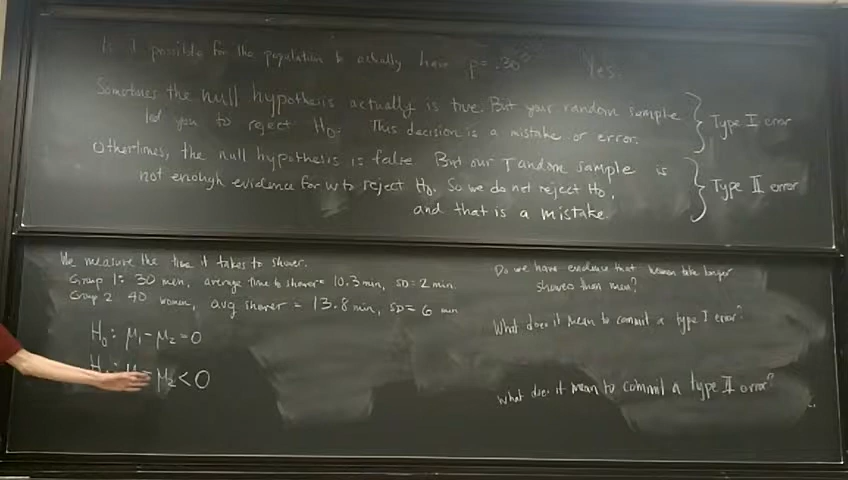 Is it possible for the population to actually have p = .30? Yes.
Sometimes the null hypothesis actually is true. But your random sample
led you to reject H₀. This decision is a mistake or error.
Type I error
Othertimes, the null hypothesis is false. But our random sample is
not enough evidence for us to reject H₀. So we do not reject H₀,
and that is a mistake.
Type II error
We measure the time it takes to shower.
Group 1: 30 men, average time to shower = 10.3 min, SD = 2 min.
Group 2 40 women, avg shower = 13.8 min, SD = 6 min
H₀: μ₁ - μ₂ = 0
μ₂ < 0
Do we have evidence that women take longer
showers than men?
What does it mean to commit a type I error?
What does it mean to commit a type II error?